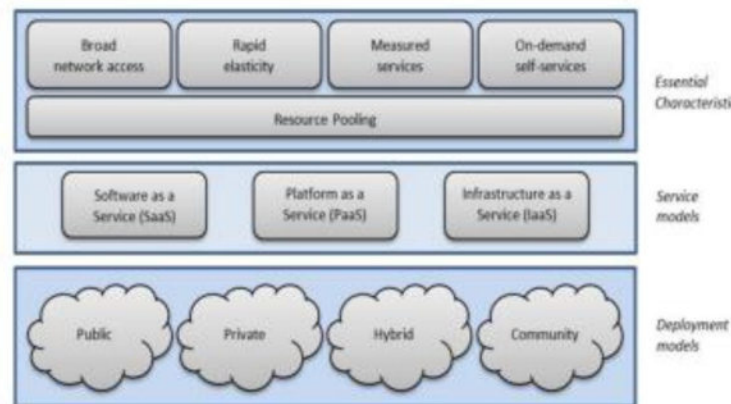 Broad
network access
Rapid
elasticity
Measured
services
On-demand
self-services
Resource Pooling
Essential
Characteristi
Software as a
Service (SaaS)
Platform as a
Service (PaaS)
Infrastructure as a
Service (IaaS)
Service
models
Public
Private
Hybrid
Community
Deployment
models